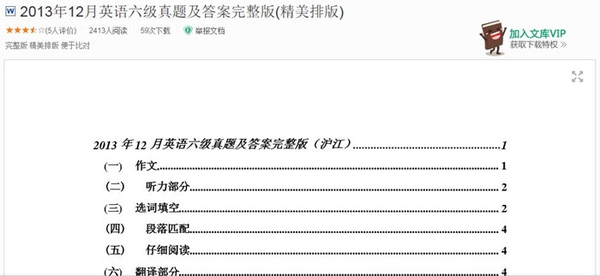 W 2013年12月英语六级真题及答案完整版(精美排版)
(5人评价) 2413人阅读 59次下载 举报文档
完整版 精美排版 便于比对
加入文库VIP
获取下载特权 >
2013年12月英语六级真题及答案完整版（沪江）..........1
(一) 作文..........1
(二) 听力部分..........2
(三) 选词填空..........2
(四) 段落匹配..........4
(五) 仔细阅读..........4
(六) 翻译部分..........4